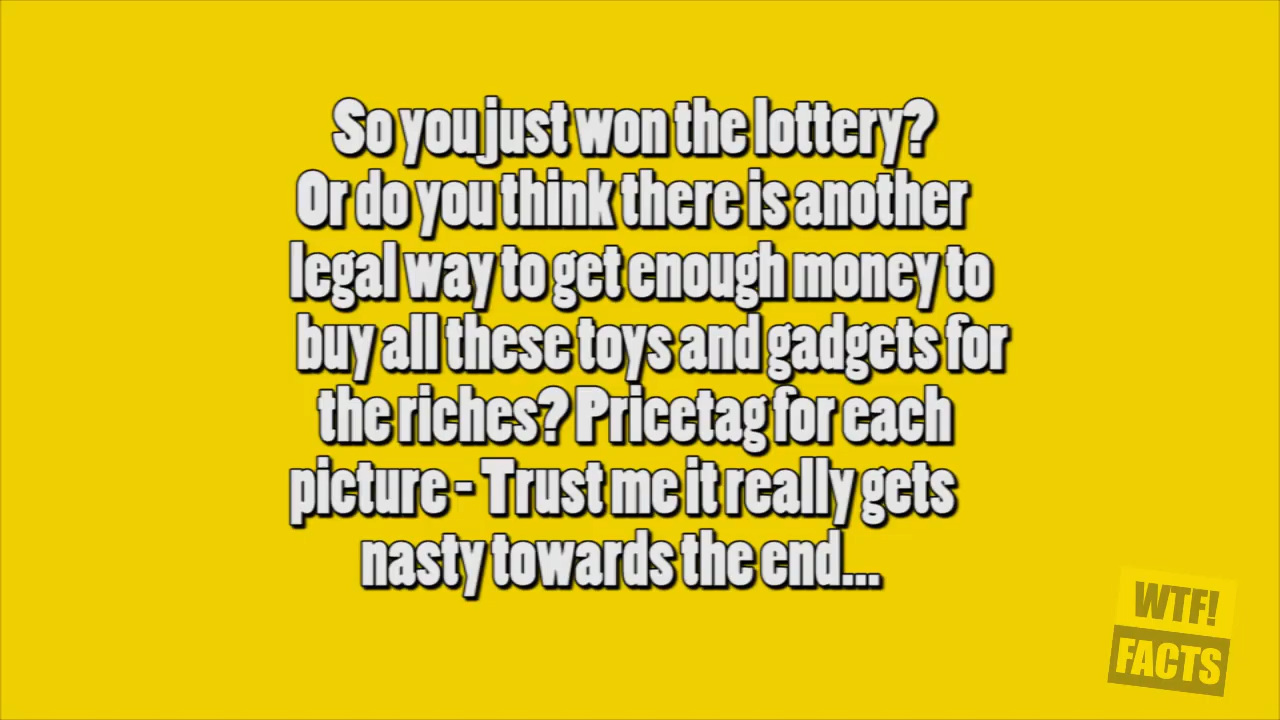 So you just won the lottery?
Or do you think there is another
legal way to get enough money to
buy all these toys and gadgets for
the riches? Pricetag for each
picture - Trust me it really gets
nasty towards the end...
WTF!
FACTS